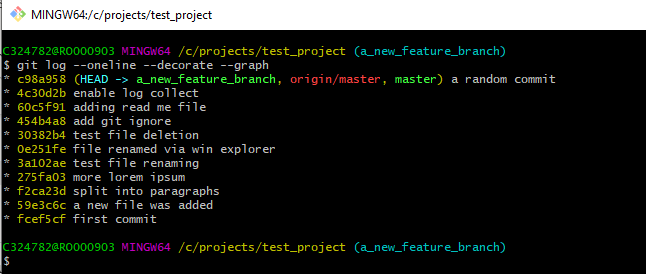 MINGW64:/c/projects/test_project
C324782@RO000903 MINGW64 /c/projects/test_project (a_new_feature_branch)
$ git log --oneline --decorate --graph
* c98a958 (HEAD -> a_new_feature_branch, origin/master, master) a random commit
* 4c30d2b enable log collect
* 60c5f91 adding read me file
* 454b4a8 add git ignore
* 30382b4 test file deletion
* 0e251fe file renamed via win explorer
* 3a102ae test file renaming
* 275fa03 more lorem ipsum
* f2ca23d split into paragraphs
* 59e3c6c a new file was added
* fcef5cf first commit
C324782@RO000903 MINGW64 /c/projects/test_project (a_new_feature_branch)
$